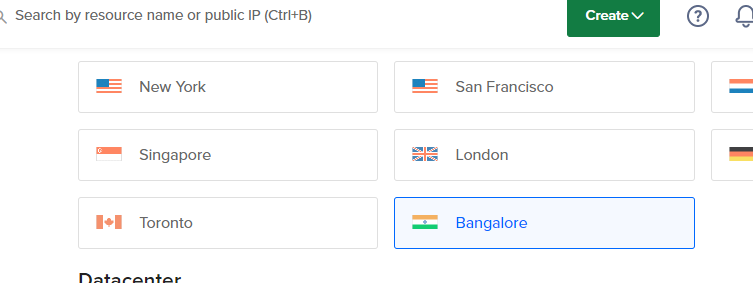 Search by resource name or public IP (Ctrl+B)
Create
New York
San Francisco
Singapore
London
Toronto
Bangalore
Datacenter